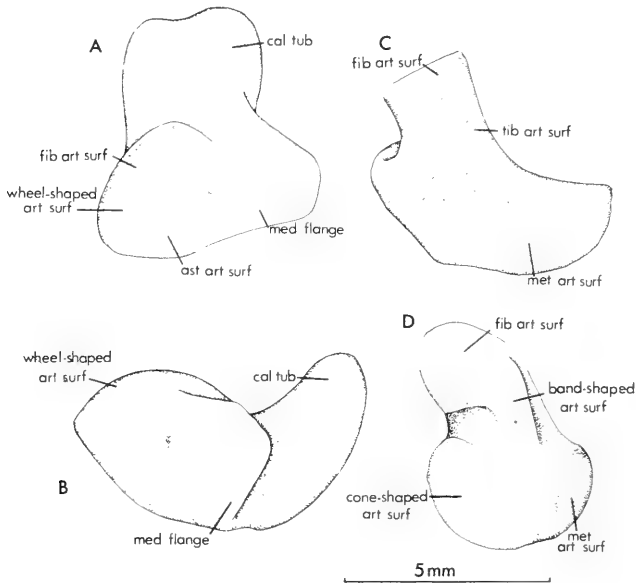 A
cal tub
fib art surf
wheel-shaped
art surf
ast art surf
med flange
C
fib art surf
tib art surf
met art surf
B
wheel-shaped
art surf
cal tub
med flange
D
fib art surf
band-shaped
art surf
cone-shaped
art surf
met
art surf
5mm